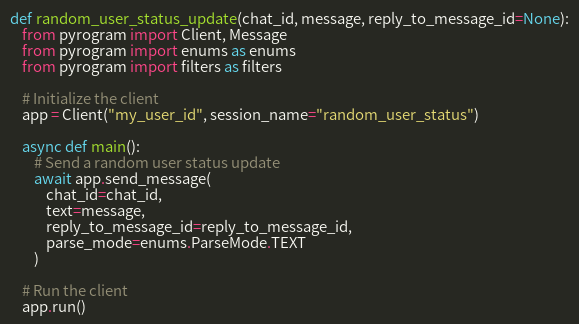 def random_user_status_update(chat_id, message, reply_to_message_id=None):
    from pyrogram import Client, Message
    from pyrogram import enums as enums
    from pyrogram import filters as filters

    # Initialize the client
    app = Client("my_user_id", session_name="random_user_status")

    async def main():
        # Send a random user status update
        await app.send_message(
            chat_id=chat_id,
            text=message,
            reply_to_message_id=reply_to_message_id,
            parse_mode=enums.ParseMode.TEXT
        )

    # Run the client
    app.run()